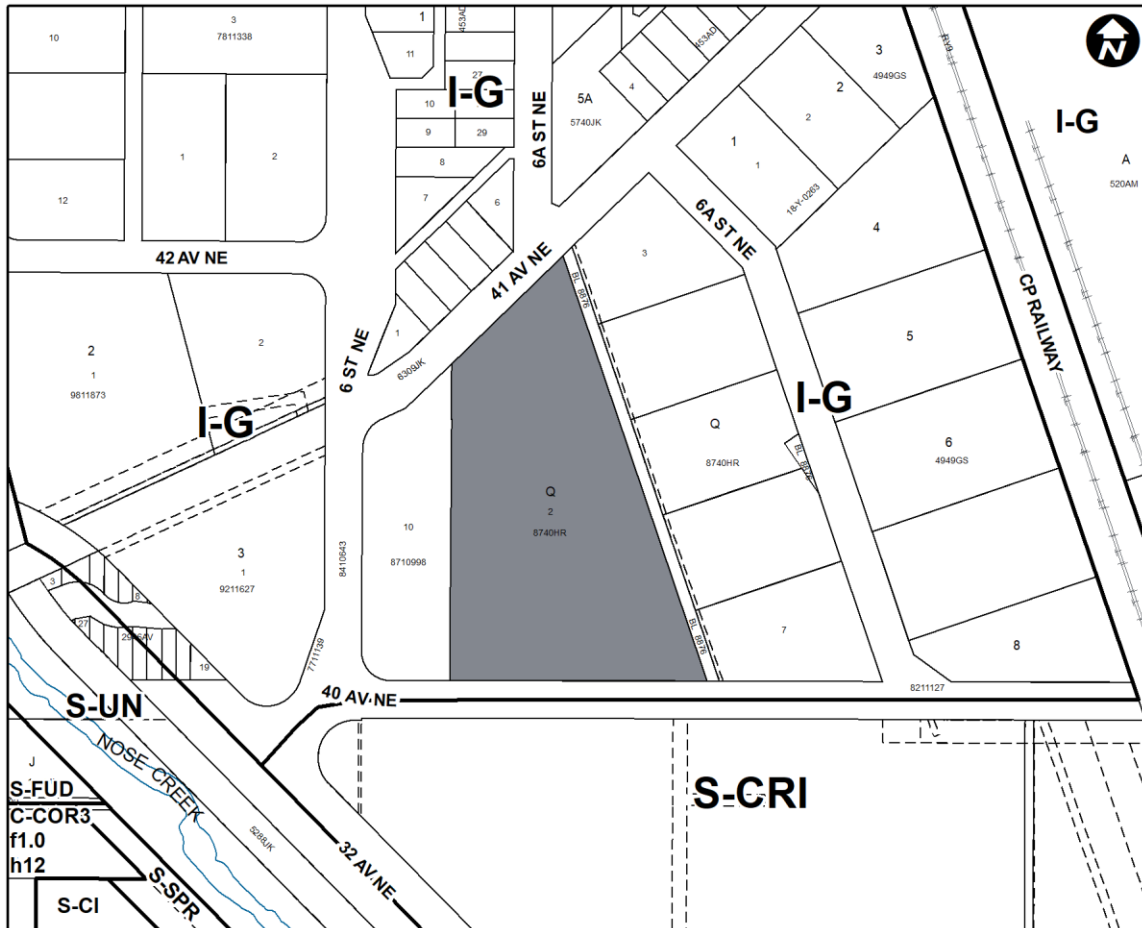 10
3
7811338
1
453AD
11
27
I-G
10
9
29
8
7
6
1
2
12
42 AV NE
6A ST NE
5A
5740JK
4
453AD
1
1
2
2
3
4949GS
18-Y-0263
RY9
N
I-G
A
520AM
6A ST NE
4
3
BL 8876
41 AV NE
2
1
9811873
2
6 ST NE
1
6309JK
I-G
CP RAILWAY
5
I-G
Q
8740HR
BL 8876
6
4949GS
Q
2
8740HR
10
8710998
8410643
3
1
9211627
3
8
27
19
7711139
BL 8876
7
8
8211127
40 AV NE
S-UN
NOSE CREEK
J
S-FUD
C-COR3
f1.0
h12
S-CI
S-SPR
5288JK
32 AV NE
S-CRI